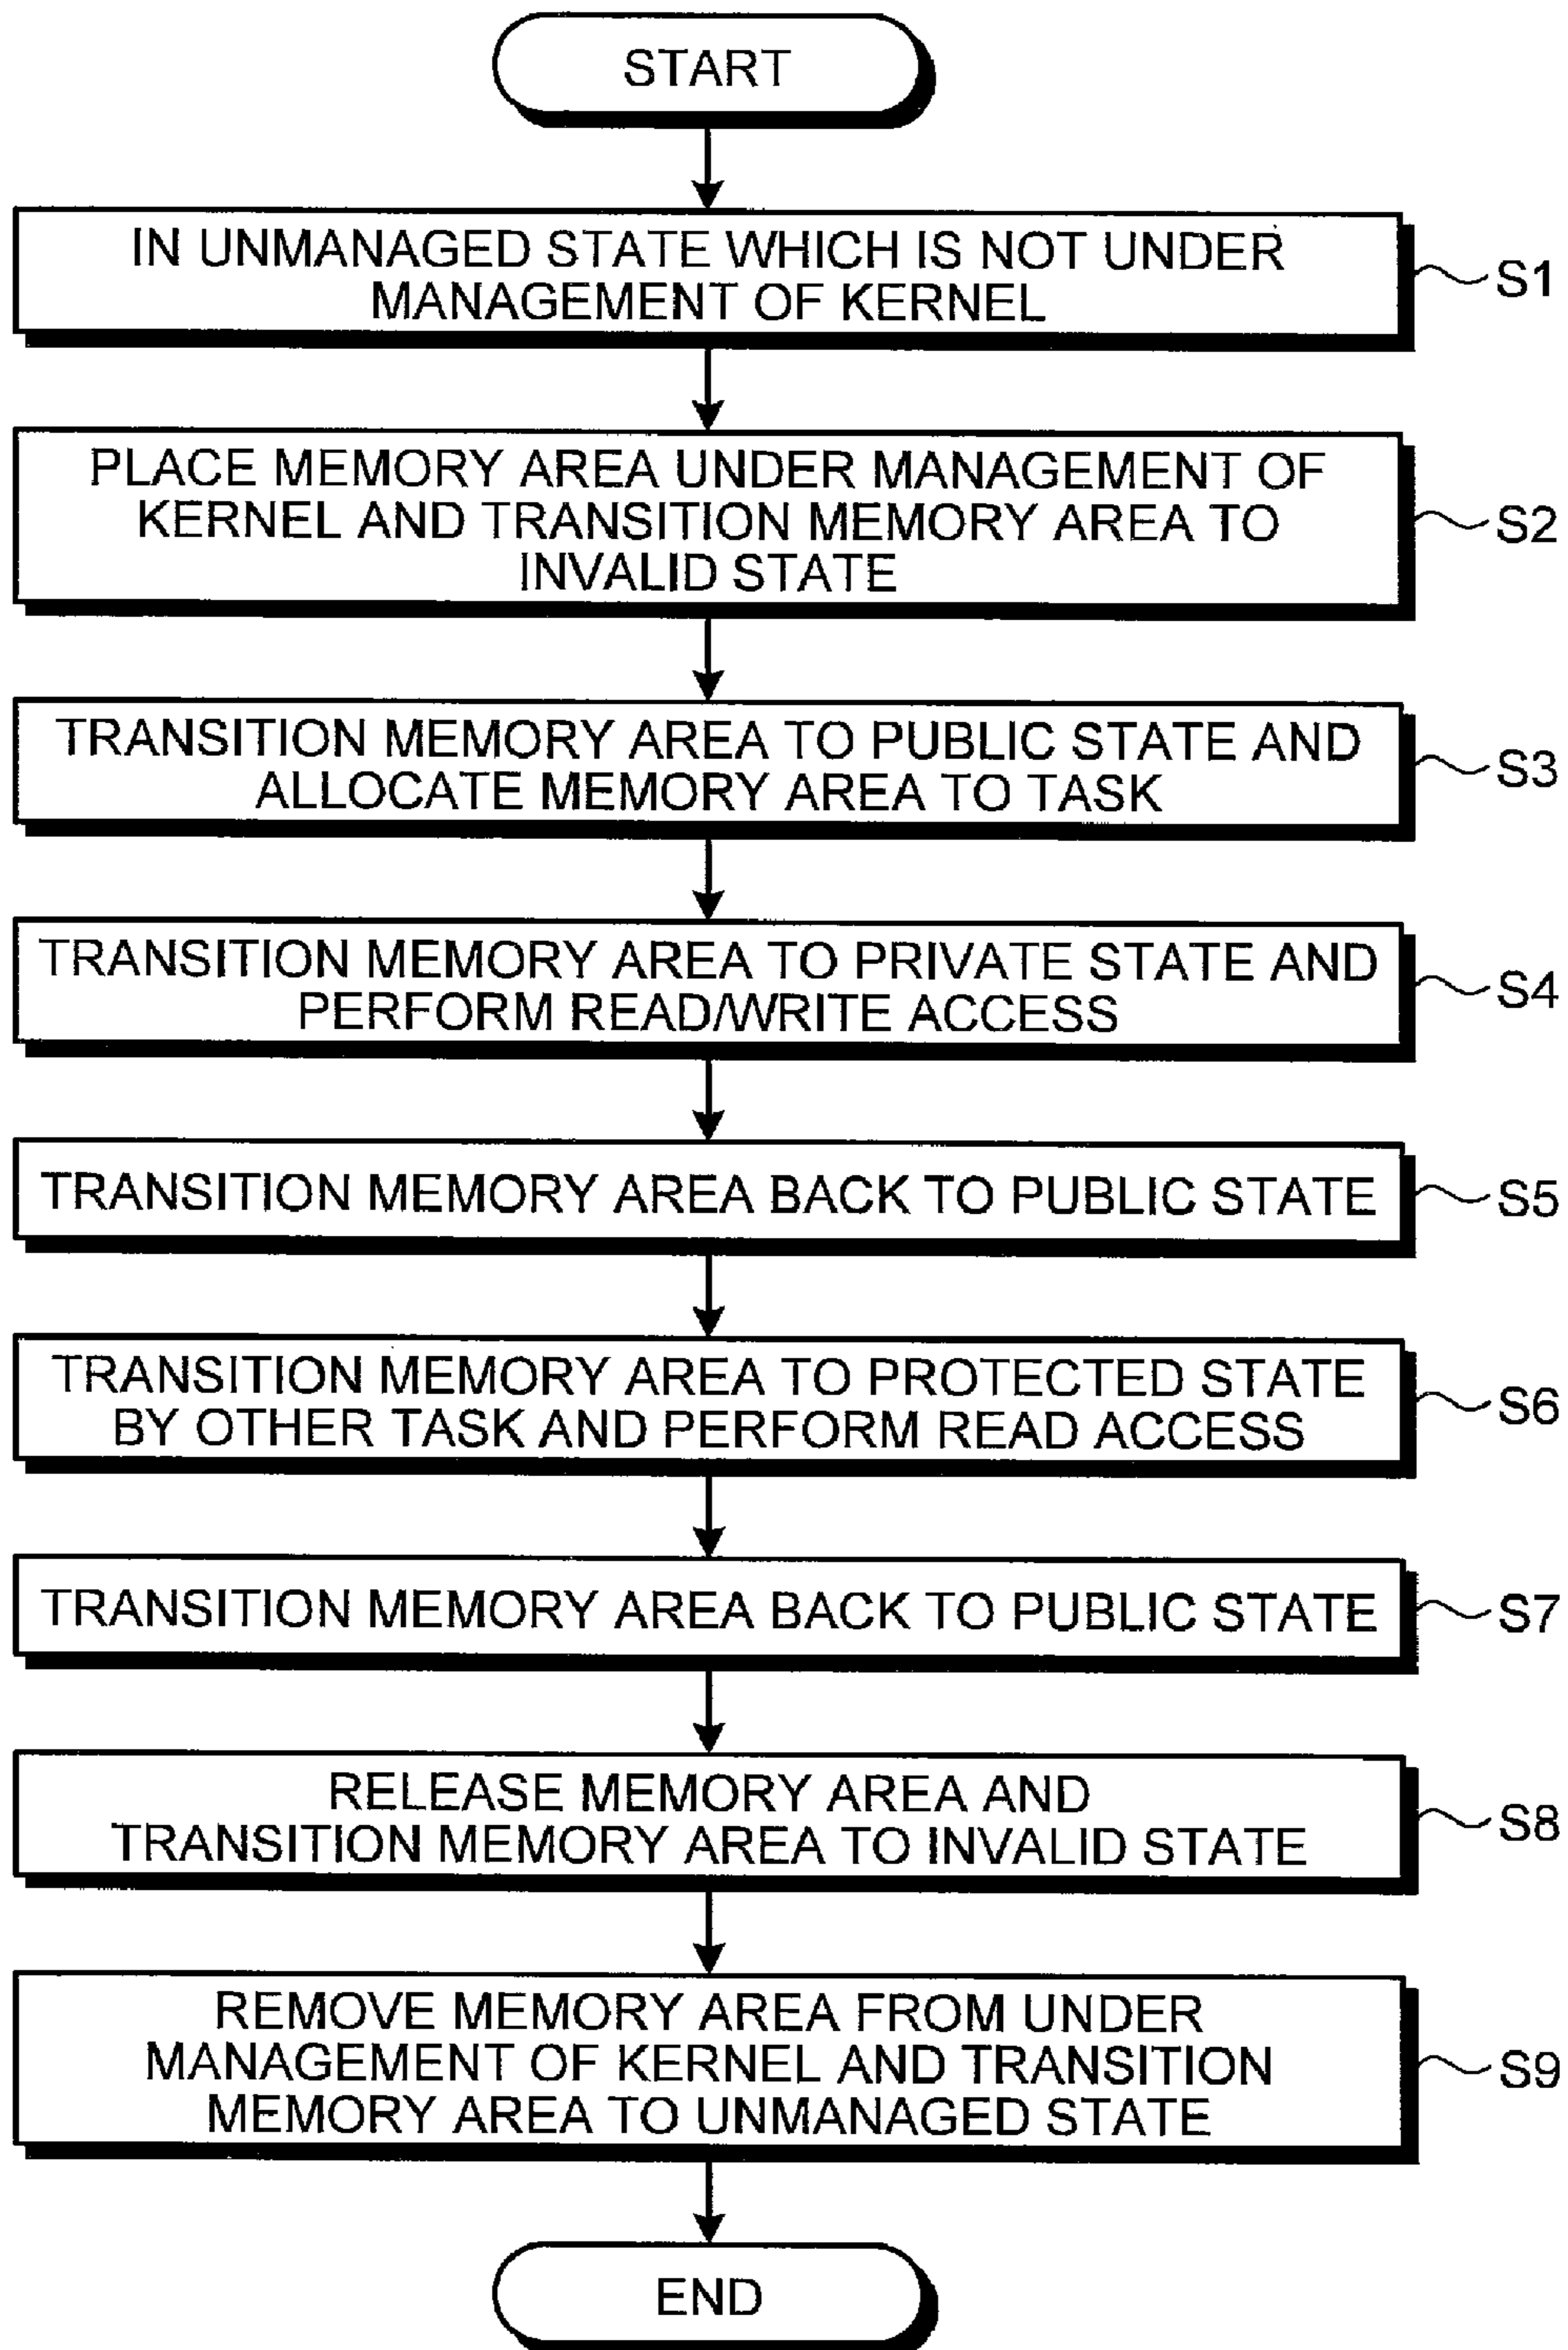 START
IN UNMANAGED STATE WHICH IS NOT UNDER
MANAGEMENT OF KERNEL
S1
PLACE MEMORY AREA UNDER MANAGEMENT OF
KERNEL AND TRANSITION MEMORY AREA TO
INVALID STATE
S2
TRANSITION MEMORY AREA TO PUBLIC STATE AND
ALLOCATE MEMORY AREA TO TASK
S3
TRANSITION MEMORY AREA TO PRIVATE STATE AND
PERFORM READ/WRITE ACCESS
S4
TRANSITION MEMORY AREA BACK TO PUBLIC STATE
S5
TRANSITION MEMORY AREA TO PROTECTED STATE
BY OTHER TASK AND PERFORM READ ACCESS
S6
TRANSITION MEMORY AREA BACK TO PUBLIC STATE
S7
RELEASE MEMORY AREA AND
TRANSITION MEMORY AREA TO INVALID STATE
S8
REMOVE MEMORY AREA FROM UNDER
MANAGEMENT OF KERNEL AND TRANSITION
MEMORY AREA TO UNMANAGED STATE
S9
END